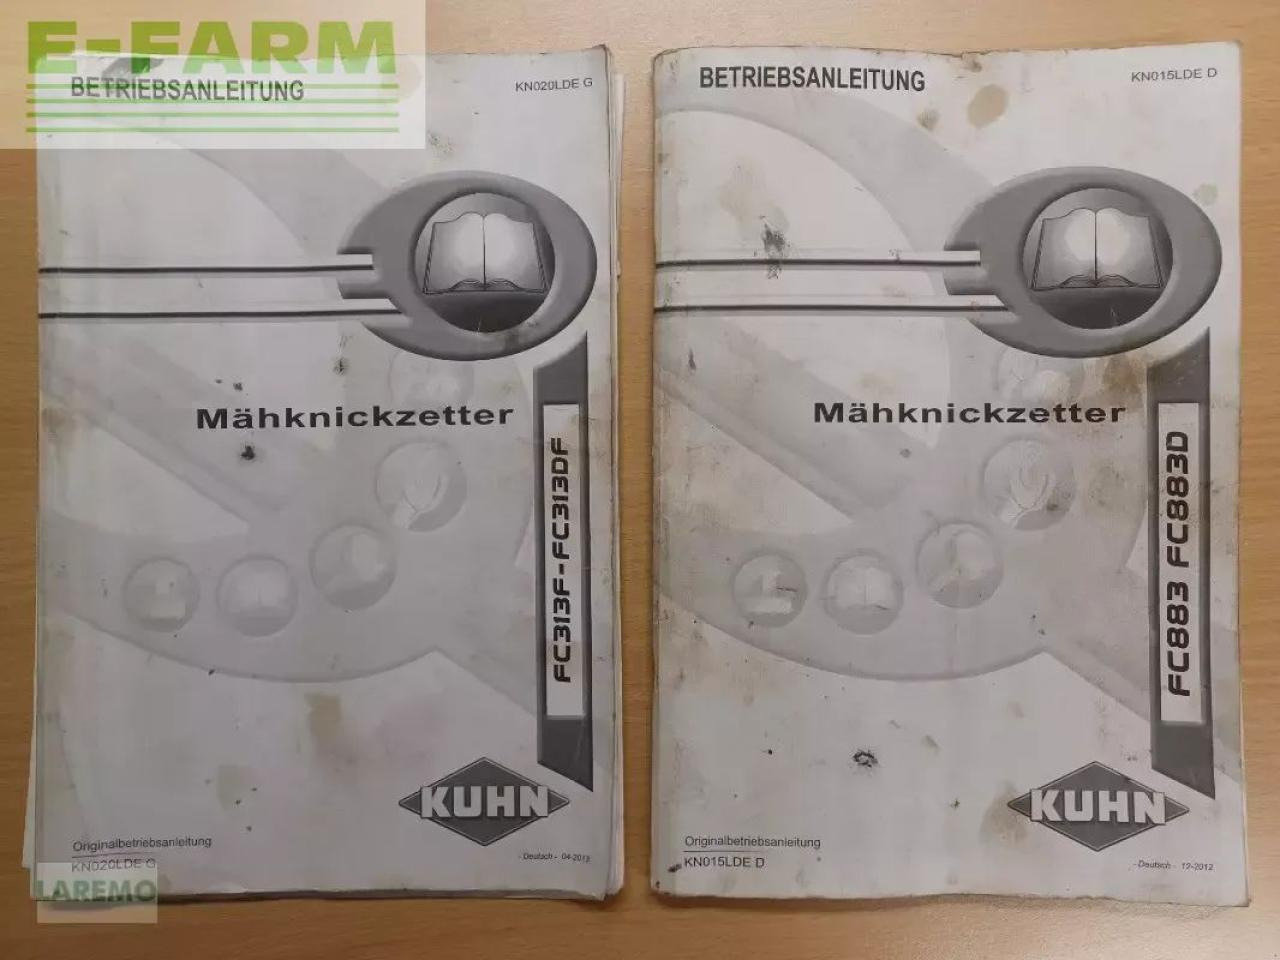 E-FARM
BETRIEBSANLEITUNG
KN020LDE G
Mähknickzetter
FC313F-FC313DF
KUHN
Originalbetriebsanleitung
KN020LDE G
- Deutsch - 04-2013
LAREMO
BETRIEBSANLEITUNG
KN015LDE D
Mähknickzetter
FC883 FC883D
KUHN
Originalbetriebsanleitung
KN015LDE D
- Deutsch - 12-2012